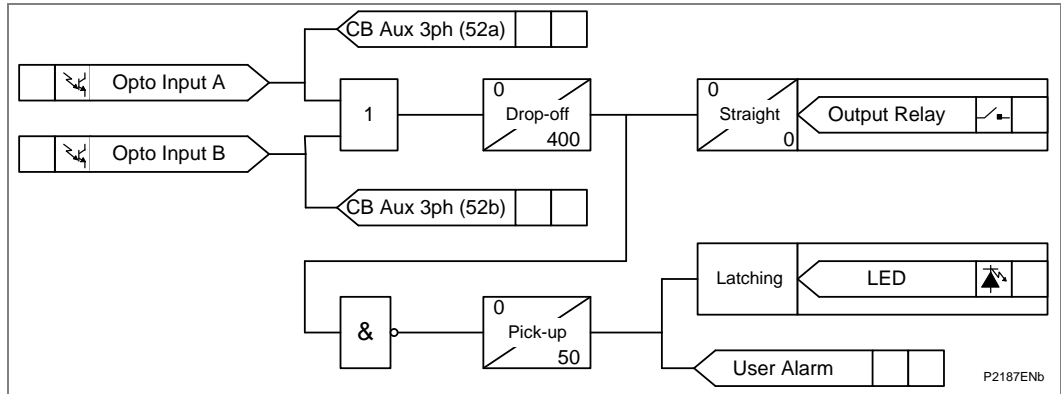 CB Aux 3ph (52a)
Opto Input A
1
0
Drop-off
400
0
Straight
0
Output Relay
Opto Input B
CB Aux 3ph (52b)
&
0
Pick-up
50
Latching
LED
User Alarm
P2187ENb